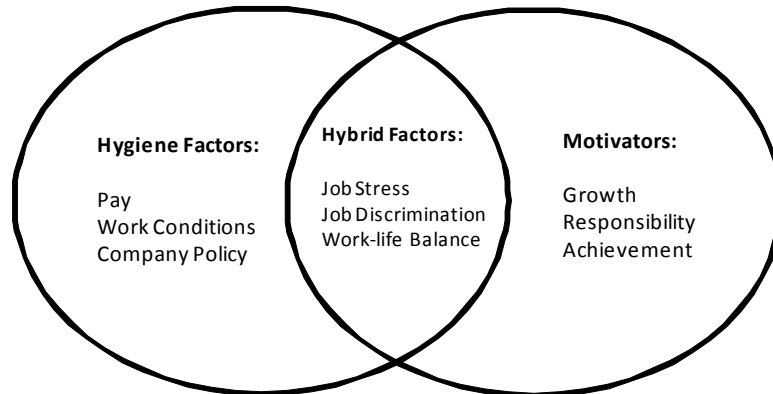 Hygiene Factors:
Pay
Work Conditions
Company Policy
Hybrid Factors:
Job Stress
Job Discrimination
Work-life Balance
Motivators:
Growth
Responsibility
Achievement